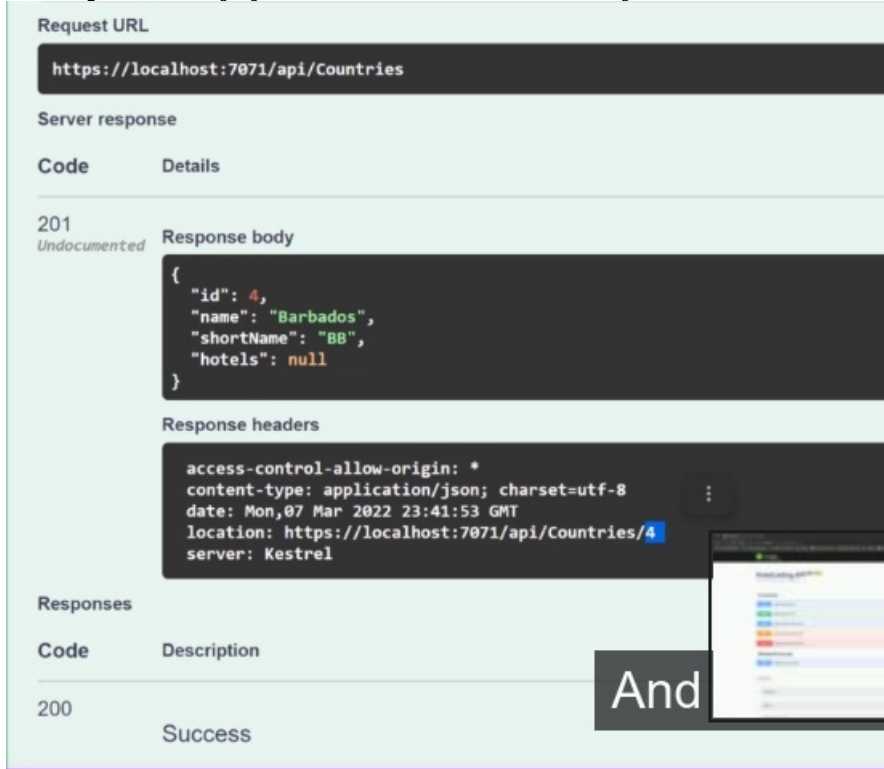 Request URL
https://localhost:7071/api/Countries
Server response
Code Details
201
Undocumented
Response body
{
"id": 4,
"name": "Barbados",
"shortName": "BB",
"hotels": null
}
Response headers
access-control-allow-origin: *
content-type: application/json; charset=utf-8
date: Mon,07 Mar 2022 23:41:53 GMT
location: https://localhost:7071/api/Countries/4
server: Kestrel
Responses
Code Description
200
Success
And